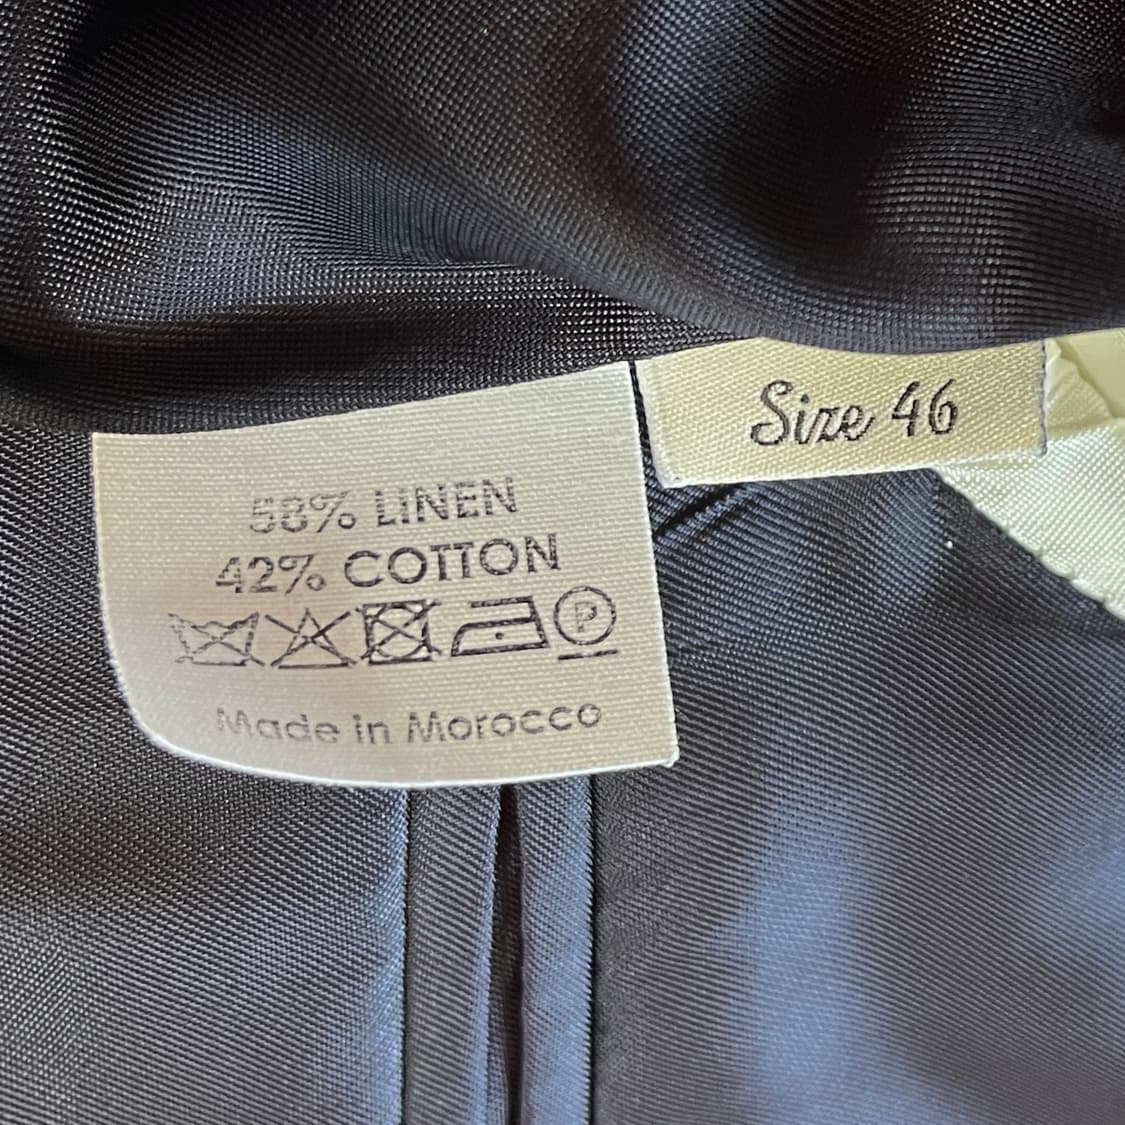 58% LINEN
42% COTTON
P
Made in Morocco
Size 46